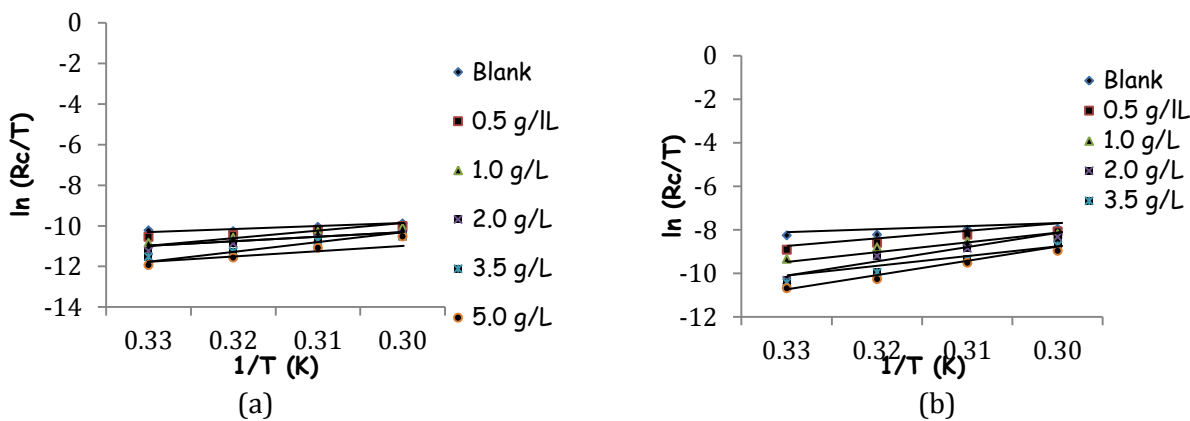 0
-2
-4
-6
-8
-10
-12
-14
ln (Rc/T)
0.33 0.32 0.31 0.30
1/T (K)
Blank
0.5 g/lL
1.0 g/L
2.0 g/L
3.5 g/L
5.0 g/L
(a)
0
-2
-4
-6
-8
-10
-12
ln (Rc/T)
0.33 0.32 0.31 0.30
1/T (K)
Blank
0.5 g/lL
1.0 g/L
2.0 g/L
3.5 g/L
(b)